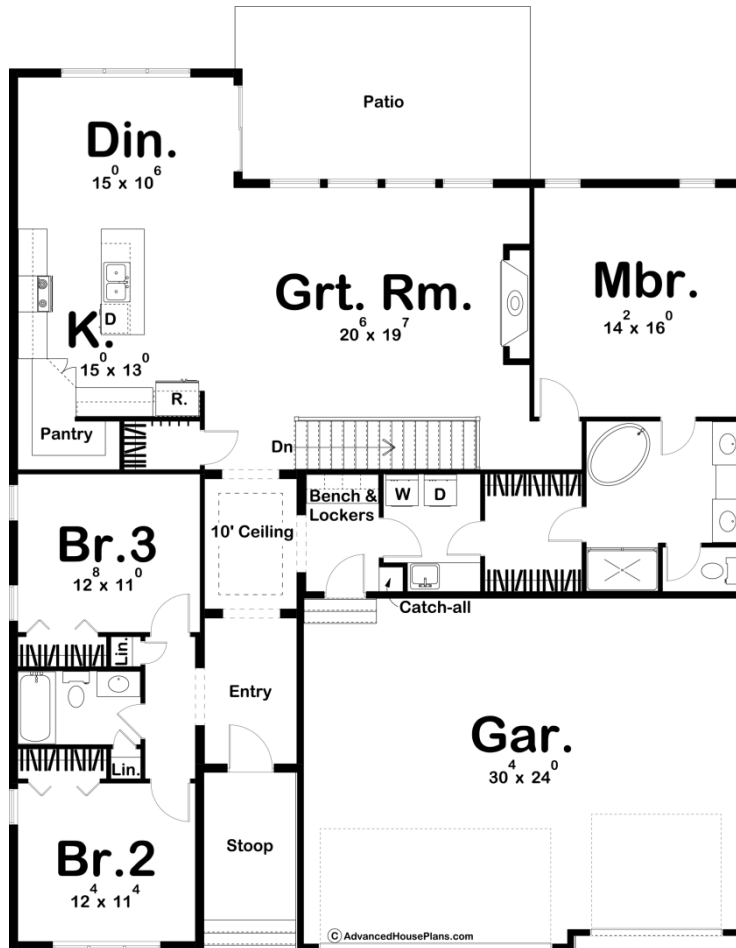 Patio
Din.
15⁰ x 10⁶
Mbr.
14² x 16⁰
Grt. Rm.
20⁶ x 19⁷
D
K.
15⁰ x 13⁰
R.
Pantry
Dn
Bench &
Lockers
W
D
10' Ceiling
Br.3
12⁸ x 11⁰
Catch-all
Lin.
Entry
Gar.
30⁴ x 24⁰
Lin.
Stoop
Br.2
12⁴ x 11⁴
© AdvancedHousePlans.com